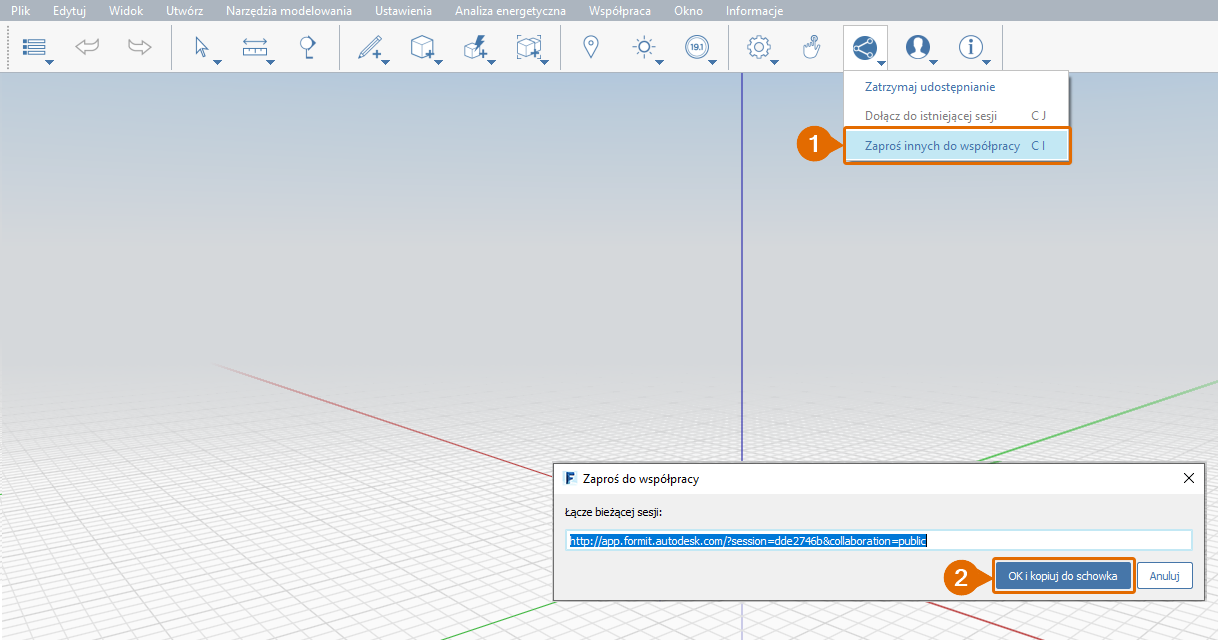 Plik Edytuj Widok Utwórz Narzędzia modelowania Ustawienia Analiza energetyczna Współpraca Okno Informacje
19.1
Zatrzymaj udostępnianie
Dołącz do istniejącej sesji C J
1
Zaproś innych do współpracy C I
F Zaproś do współpracy
Łącze bieżącej sesji:
http://app.formit.autodesk.com/?session=dde2746b&collaboration=public
2
OK i kopiuj do schowka Anuluj